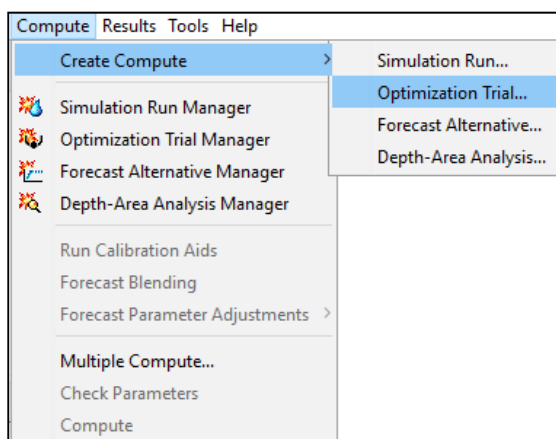 Compute Results Tools Help
Create Compute
Simulation Run Manager
Optimization Trial Manager
Forecast Alternative Manager
Depth-Area Analysis Manager
Run Calibration Aids
Forecast Blending
Forecast Parameter Adjustments
Multiple Compute...
Check Parameters
Compute
Simulation Run...
Optimization Trial...
Forecast Alternative...
Depth-Area Analysis...